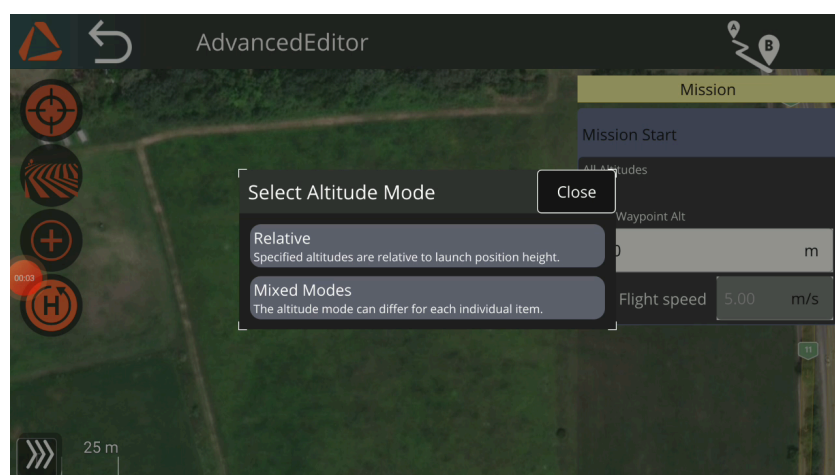 AdvancedEditor
A
B
Mission
Mission Start
Select Altitude Mode
Close
Waypoint Alt
Relative
Specified altitudes are relative to launch position height.
m
00:03
Mixed Modes
The altitude mode can differ for each individual item.
H
Flight speed 5.00 m/s
11
25 m